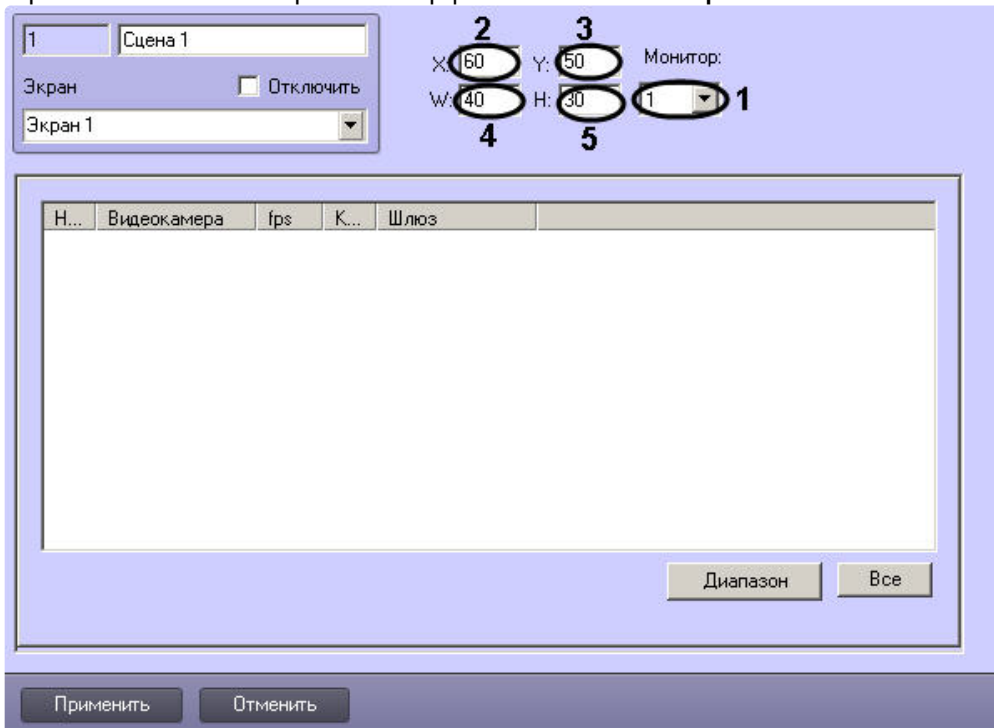 1 Сцена 1
Экран Отключить
Экран 1
2 3
X: 60 Y: 50 Монитор:
W: 40 H: 30 1 1
4 5
Н... Видеокамера fps К... Шлюз
Диапазон Все
Применить Отменить